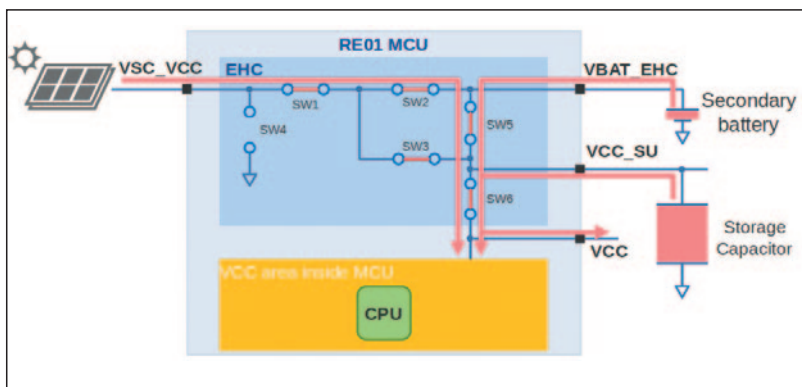 RE01 MCU
VSC_VCC
EHC
VBAT_EHC
SW1
SW2
Secondary
battery
SW4
SW5
SW3
VCC_SU
SW6
Storage
Capacitor
VCC
VCC area inside MCU
CPU